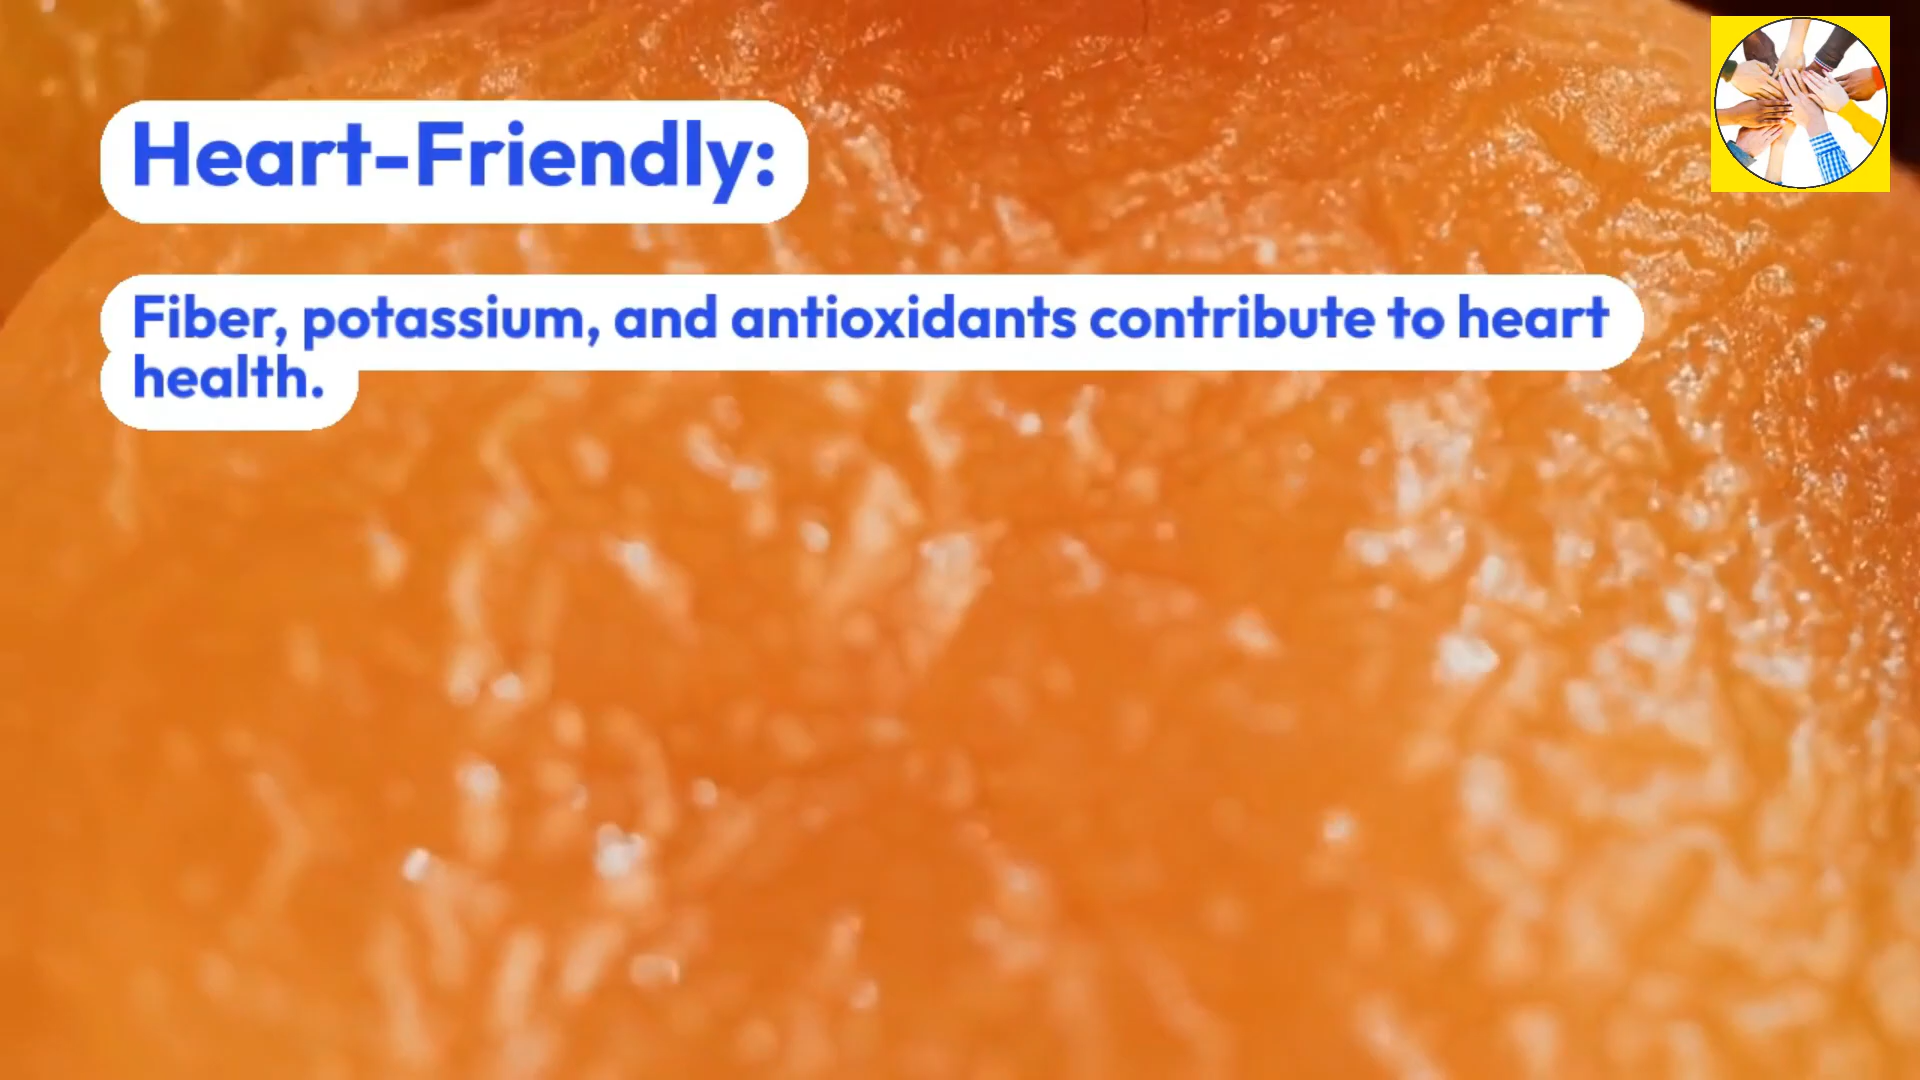 Heart-Friendly:
Fiber, potassium, and antioxidants contribute to heart
health.